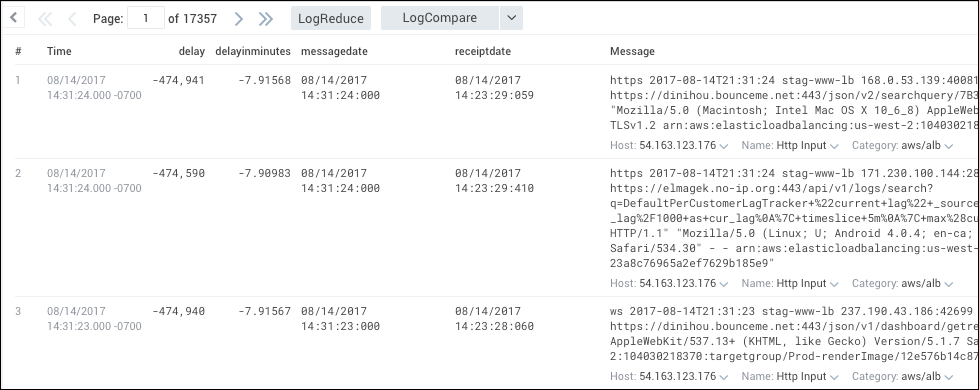 Page: 1 of 17357 LogReduce LogCompare
# Time delay delayinminutes messagedate receiptdate Message
1 08/14/2017 -474,941 -7.91568 08/14/2017 08/14/2017 https 2017-08-14T21:31:24 stag-www-lb 168.0.53.139:40081
14:31:24.000 -0700 14:31:24:000 14:23:29:059 https://dinihou.bounceme.net:443/json/v2/searchquery/7B3
"Mozilla/5.0 (Macintosh; Intel Mac OS X 10_6_8) AppleWeb
TLSv1.2 arn:aws:elasticloadbalancing:us-west-2:104030218
Host: 54.163.123.176 Name: Http Input Category: aws/alb
2 08/14/2017 -474,590 -7.90983 08/14/2017 08/14/2017 https 2017-08-14T21:31:24 stag-www-lb 171.230.100.144:28
14:31:24.000 -0700 14:31:24:000 14:23:29:410 https://elmagek.no-ip.org:443/api/v1/logs/search?
q=DefaultPerCustomerLagTracker+%22current+lag%22+_source
_lag%2F1000+as+cur_lag%0A%7C+timeslice+5m%0A%7C+max%28cu
HTTP/1.1" "Mozilla/5.0 (Linux; U; Android 4.0.4; en-ca;
Safari/534.30" - - arn:aws:elasticloadbalancing:us-west-
23a8c76965a2ef7629b185e9"
Host: 54.163.123.176 Name: Http Input Category: aws/alb
3 08/14/2017 -474,940 -7.91567 08/14/2017 08/14/2017 ws 2017-08-14T21:31:23 stag-www-lb 237.190.43.186:42699
14:31:23.000 -0700 14:31:23:000 14:23:28:060 https://dinihou.bounceme.net:443/json/v1/dashboard/getre
AppleWebKit/537.13+ (KHTML, like Gecko) Version/5.1.7 Sa
2:104030218370:targetgroup/Prod-renderImage/12e576b14c87
Host: 54.163.123.176 Name: Http Input Category: aws/alb